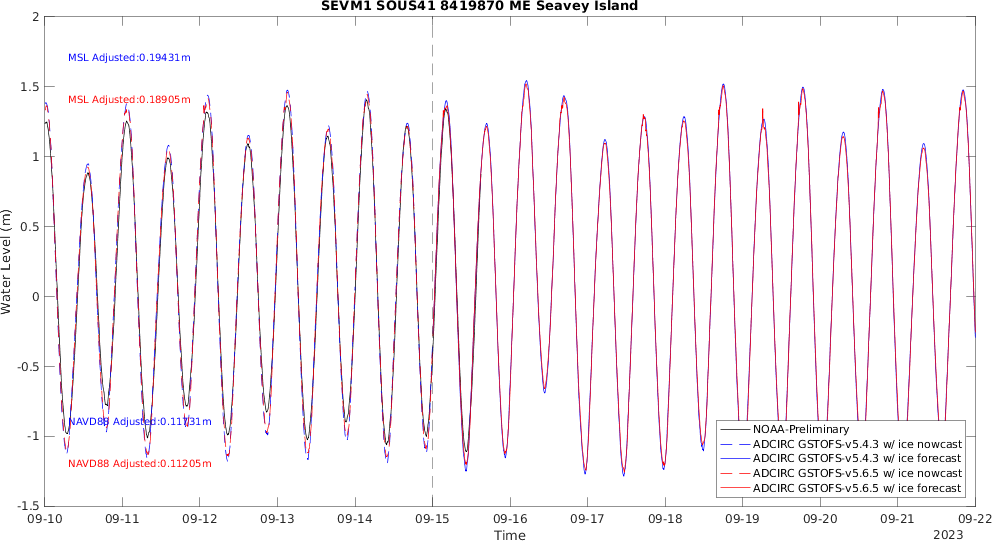 SEVM1 SOUS41 8419870 ME Seavey Island
2
1.5
1
0.5
0
-0.5
-1
-1.5
Water Level (m)
MSL Adjusted:0.19431m
MSL Adjusted:0.18905m
NAVD88 Adjusted:0.11731m
NAVD88 Adjusted:0.11205m
NOAA-Preliminary
ADCIRC GSTOFS-v5.4.3 w/ ice nowcast
ADCIRC GSTOFS-v5.4.3 w/ ice forecast
ADCIRC GSTOFS-v5.6.5 w/ ice nowcast
ADCIRC GSTOFS-v5.6.5 w/ ice forecast
09-10 09-11 09-12 09-13 09-14 09-15 09-16 09-17 09-18 09-19 09-20 09-21 09-22
Time
2023